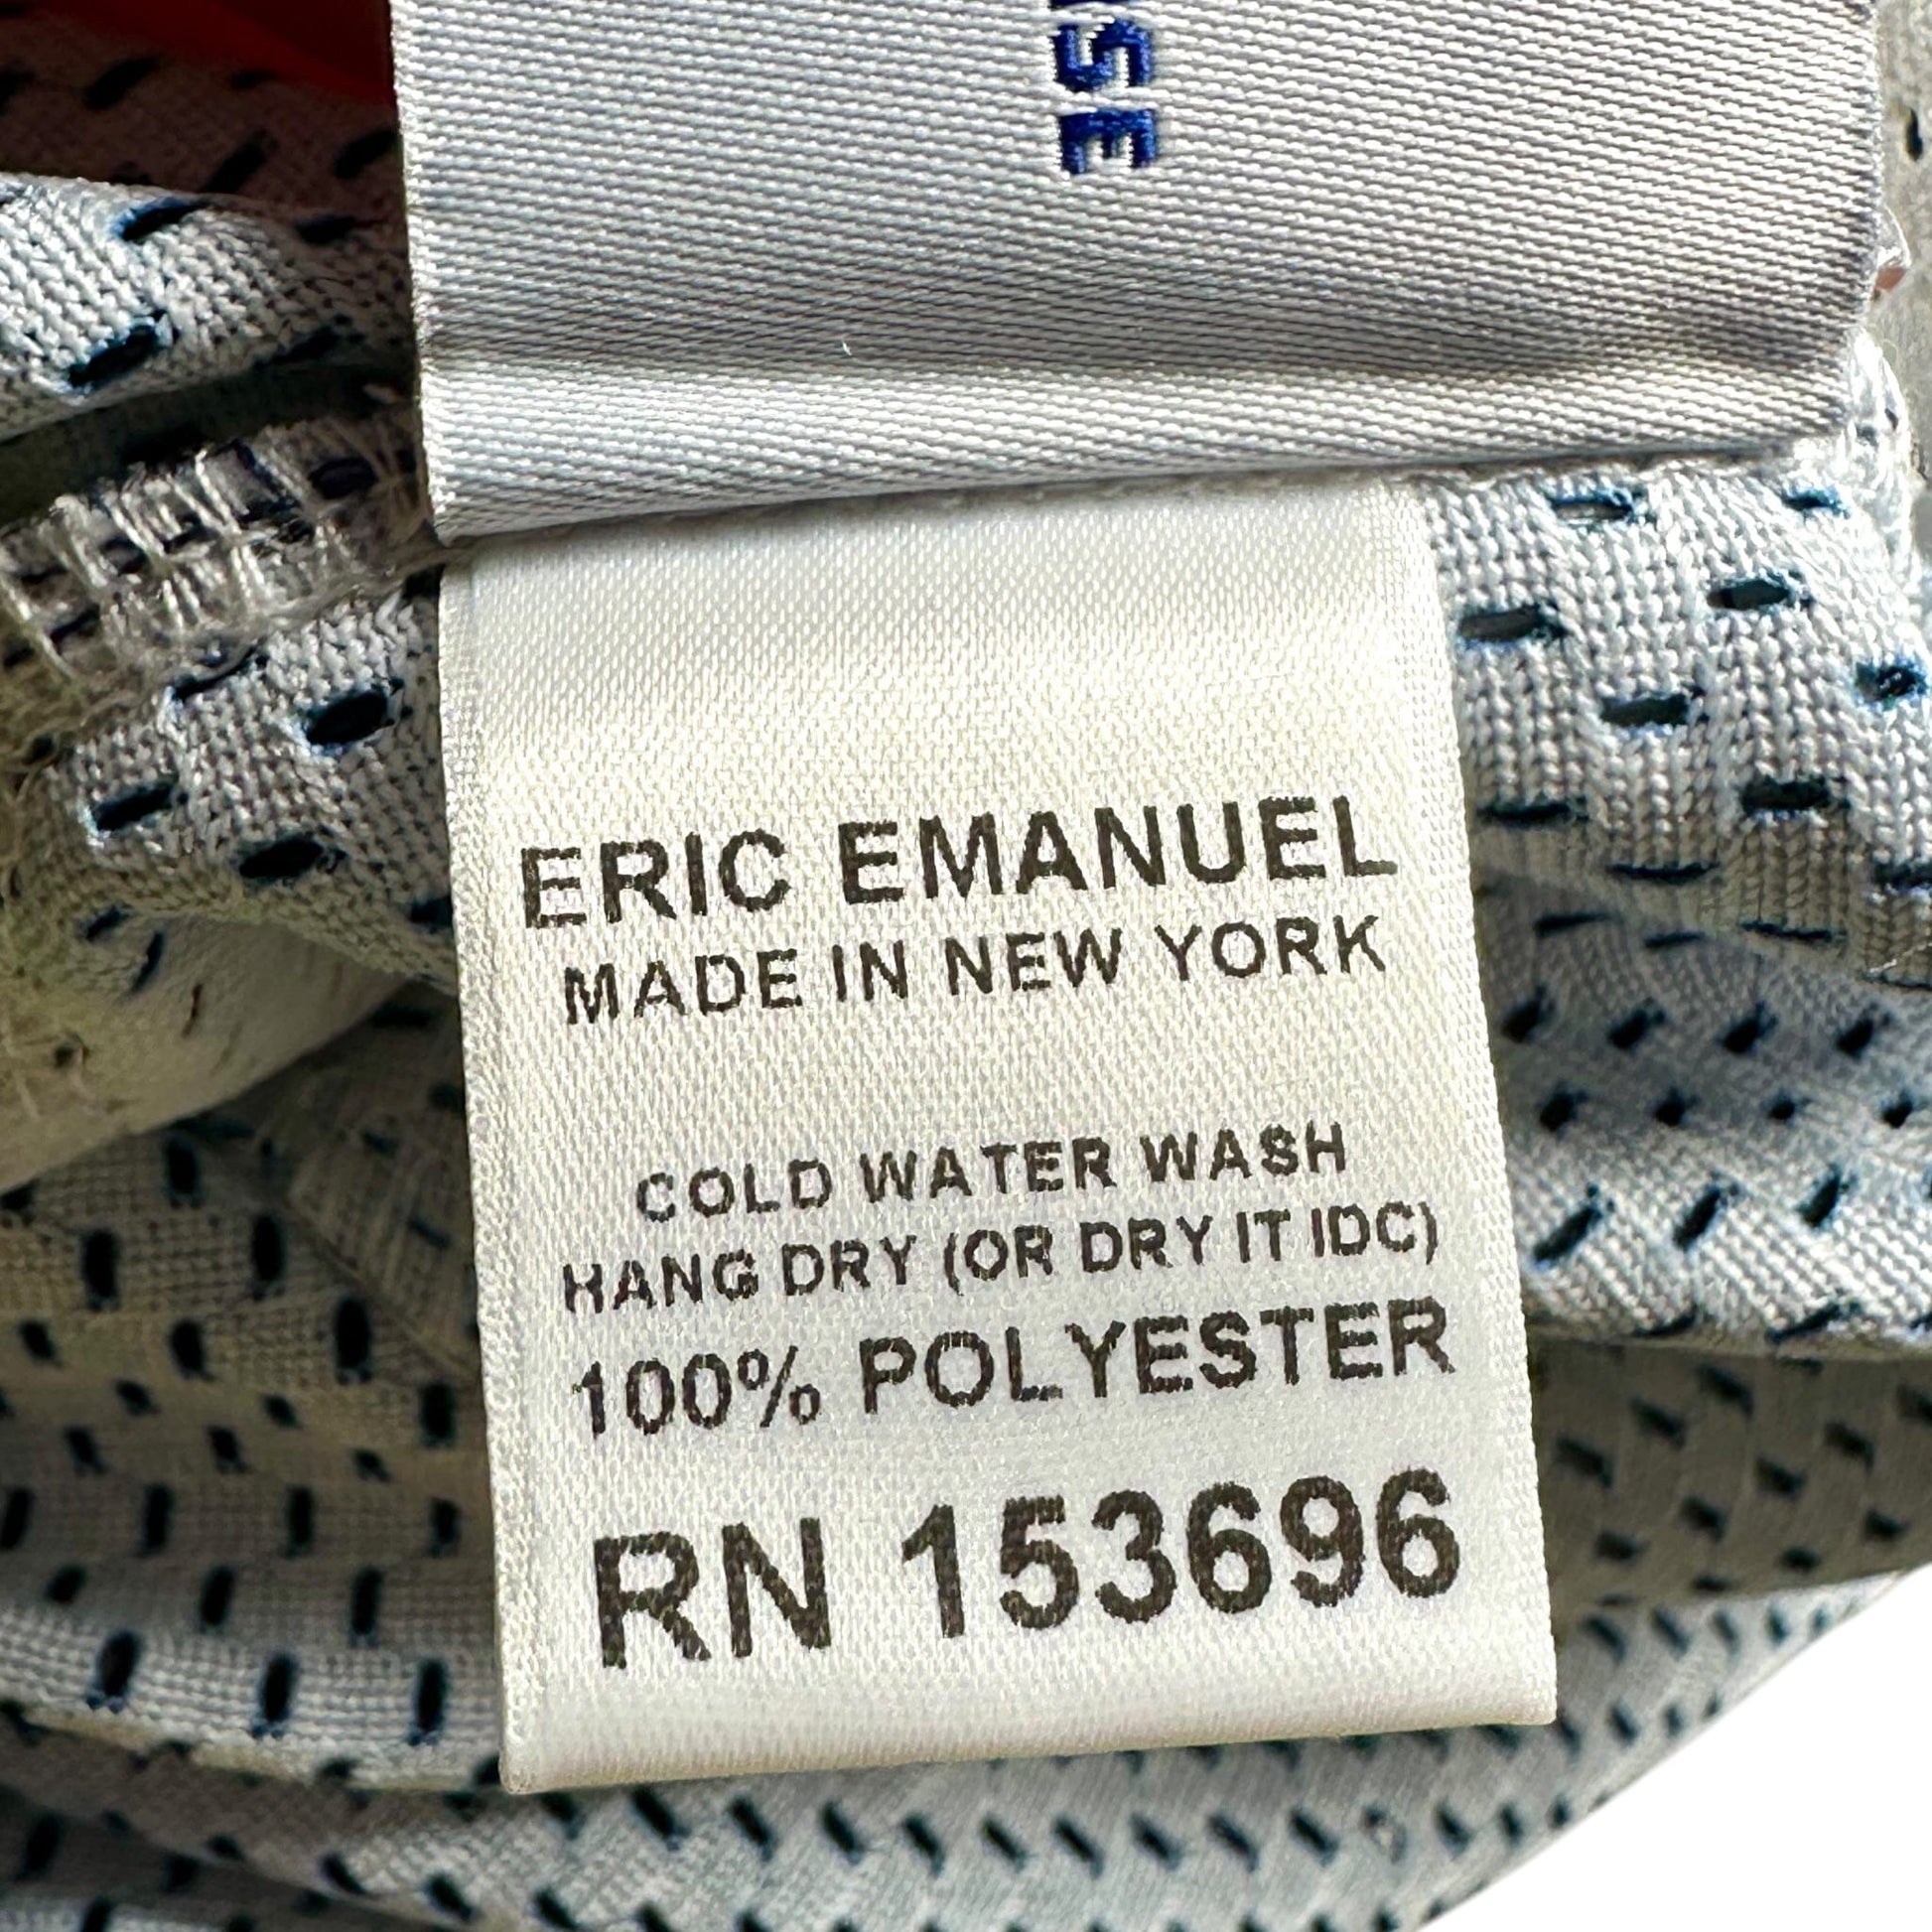 ERIC EMANUEL
MADE IN NEW YORK
COLD WATER WASH
HANG DRY (OR DRY IT IDC)
100% POLYESTER
RN 153696